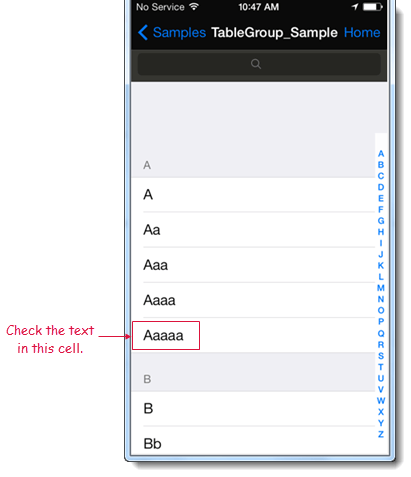 No Service 10:47 AM
Samples TableGroup_Sample Home
A
A
Aa
Aaa
Aaaa
Aaaaa
B
B
Bb
A
B
C
D
E
F
G
H
I
J
K
L
M
N
O
P
Q
R
S
T
U
V
W
X
Y
Z
Check the text
in this cell.